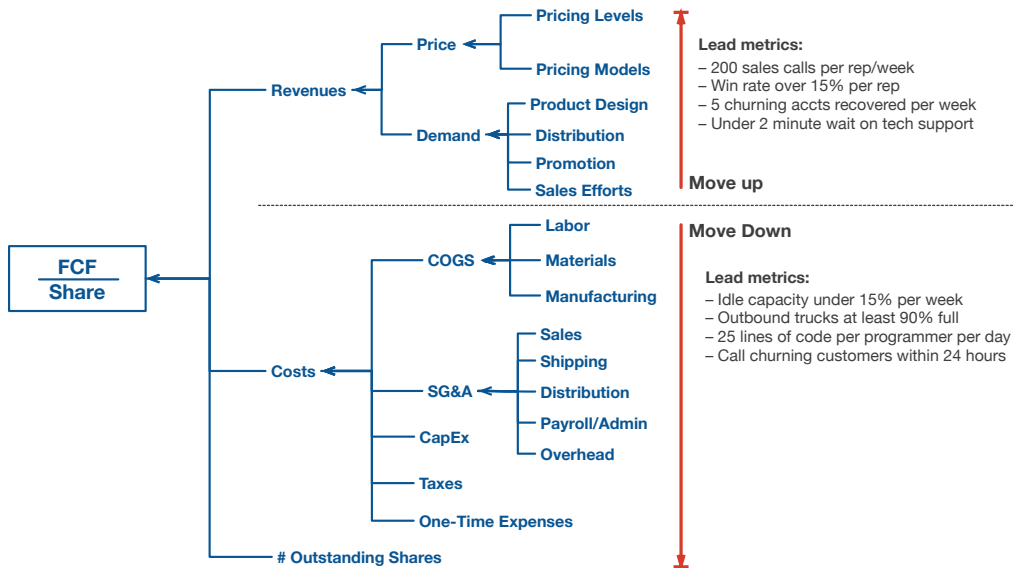 Pricing Levels
Price
Pricing Models
Revenues
Product Design
Demand
Distribution
Promotion
Sales Efforts
Lead metrics:
– 200 sales calls per rep/week
– Win rate over 15% per rep
– 5 churning accts recovered per week
– Under 2 minute wait on tech support
Move up
FCF
Share
Move Down
Labor
COGS
Materials
Manufacturing
Lead metrics:
– Idle capacity under 15% per week
– Outbound trucks at least 90% full
– 25 lines of code per programmer per day
– Call churning customers within 24 hours
Costs
Sales
Shipping
SG&A
Distribution
Payroll/Admin
Overhead
CapEx
Taxes
One-Time Expenses
# Outstanding Shares